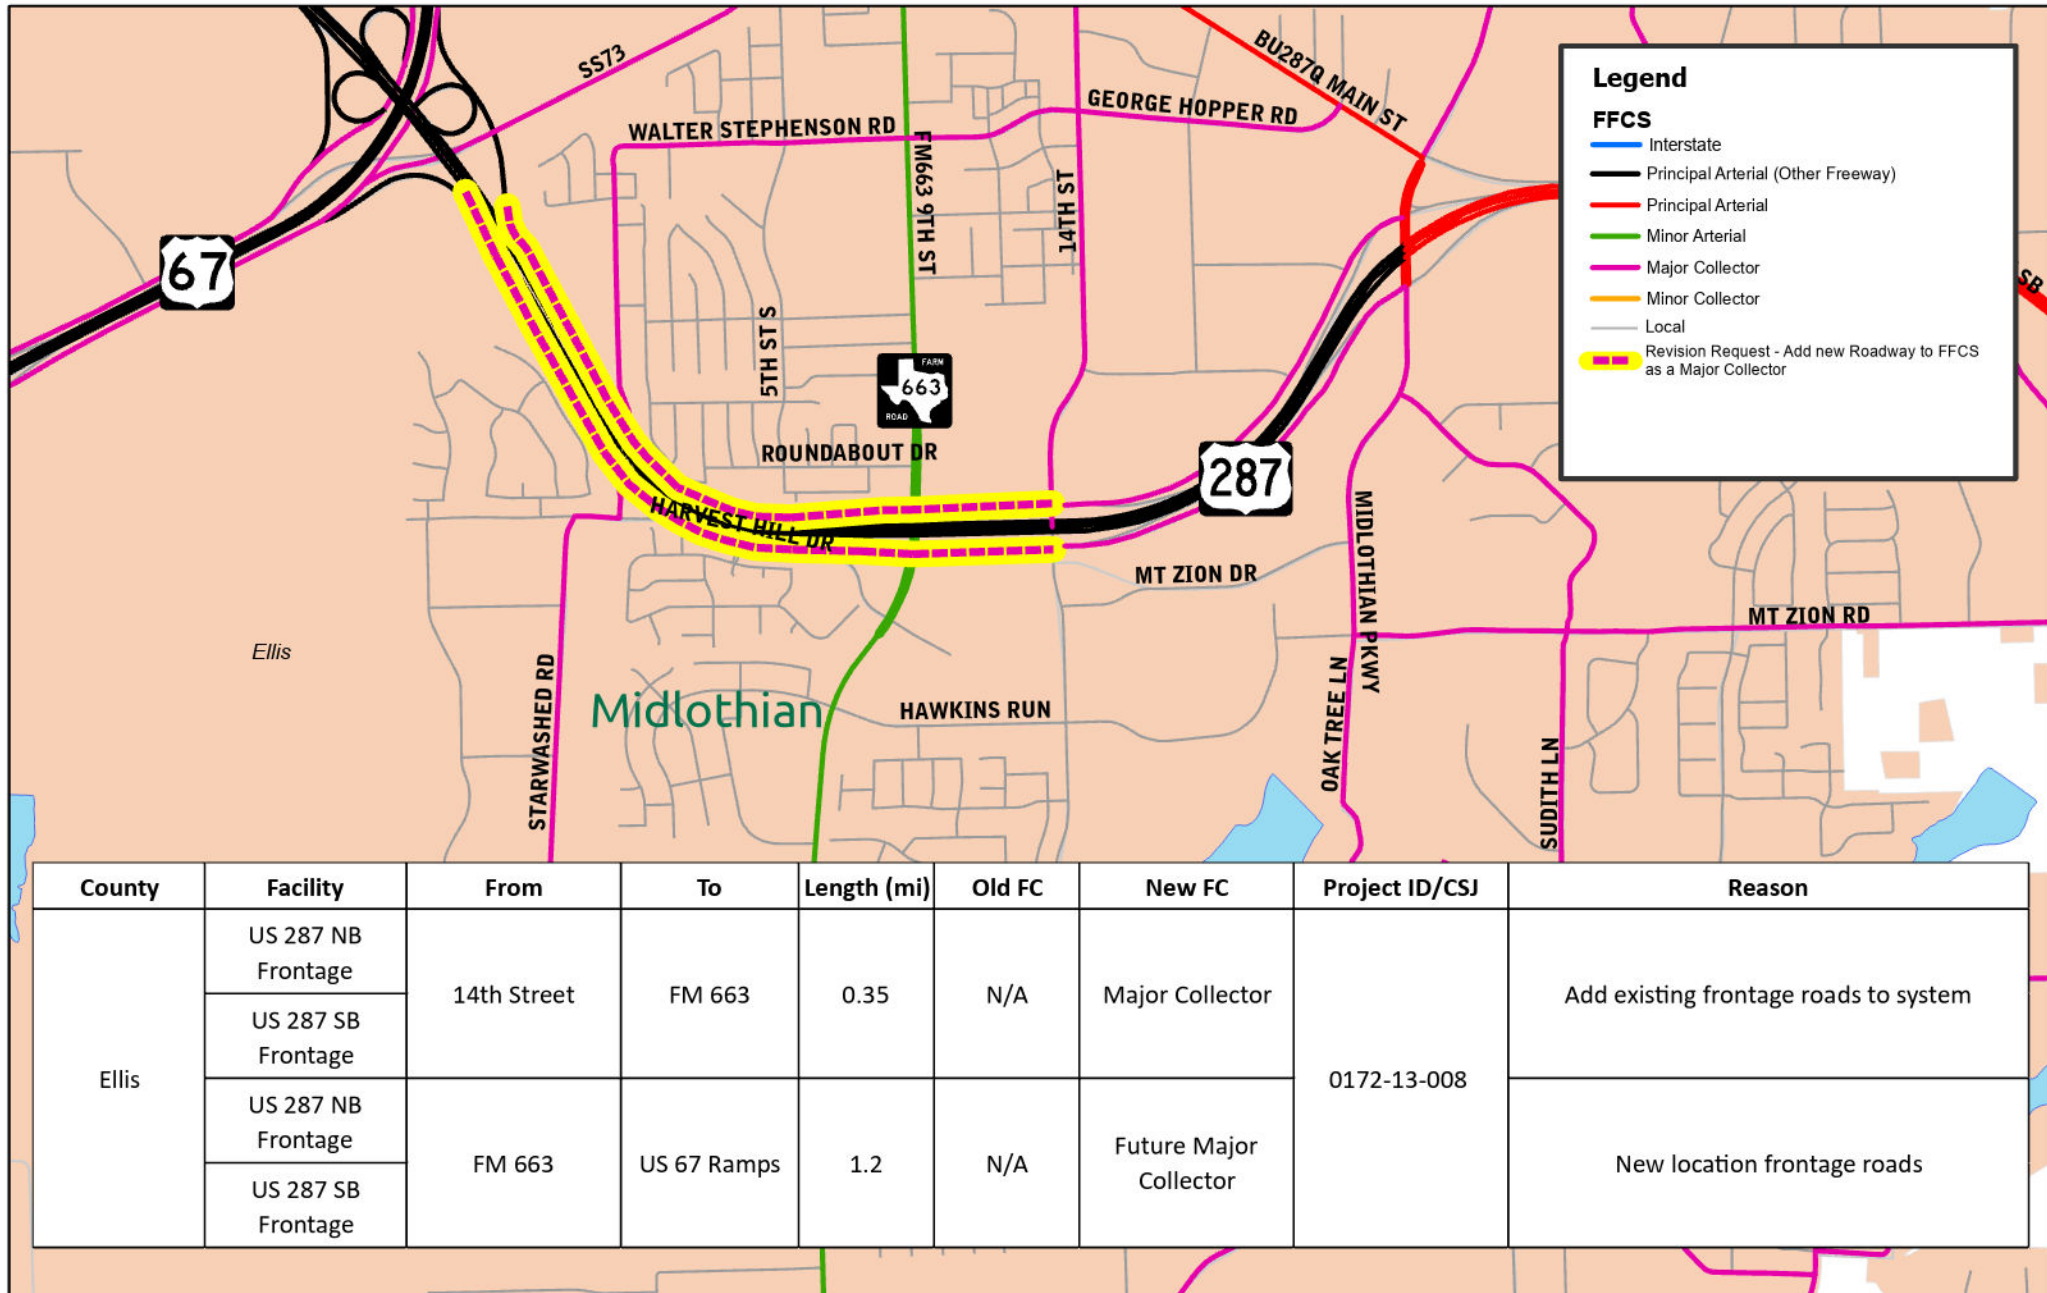 SS73
BU287Q MAIN ST
GEORGE HOPPER RD
WALTER STEPHENSON RD
FM663 9TH ST
14TH ST
67
5TH ST S
FARM
663
ROAD
ROUNDABOUT DR
287
HARVEST HILL DR
MT ZION DR
MIDLOTHIAN PKWY
MT ZION RD
Ellis
STARWASHED RD
Midlothian
HAWKINS RUN
OAK TREE LN
SUDITH LN
SB
Legend
FFCS
Interstate
Principal Arterial (Other Freeway)
Principal Arterial
Minor Arterial
Major Collector
Minor Collector
Local
Revision Request - Add new Roadway to FFCS
as a Major Collector
County Facility From To Length (mi) Old FC New FC Project ID/CSJ Reason
Ellis
US 287 NB
Frontage
US 287 SB
Frontage
14th Street FM 663 0.35 N/A Major Collector
0172-13-008
Add existing frontage roads to system
US 287 NB
Frontage
US 287 SB
Frontage
FM 663 US 67 Ramps 1.2 N/A
Future Major
Collector
New location frontage roads